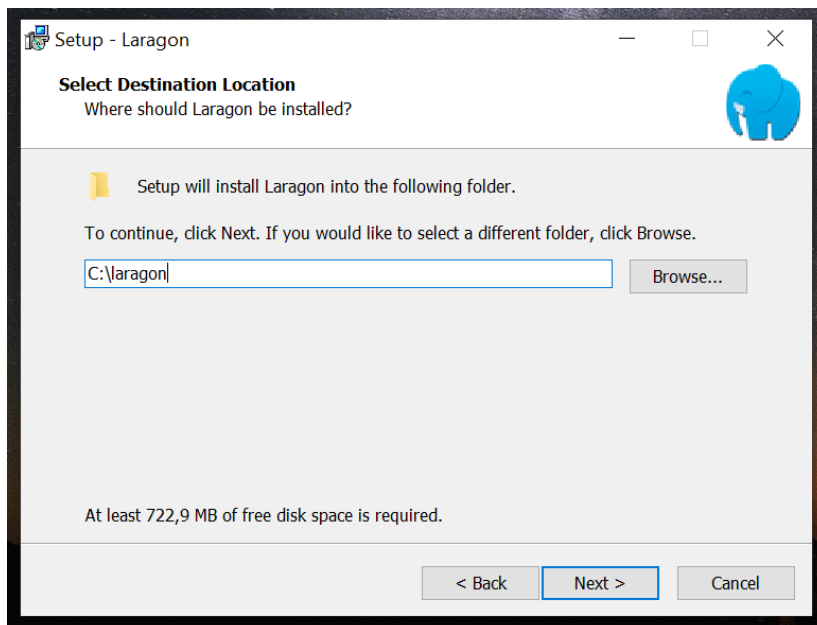 Setup - Laragon
Select Destination Location
Where should Laragon be installed?
Setup will install Laragon into the following folder.
To continue, click Next. If you would like to select a different folder, click Browse.
C:\laragon
Browse...
At least 722,9 MB of free disk space is required.
< Back
Next >
Cancel